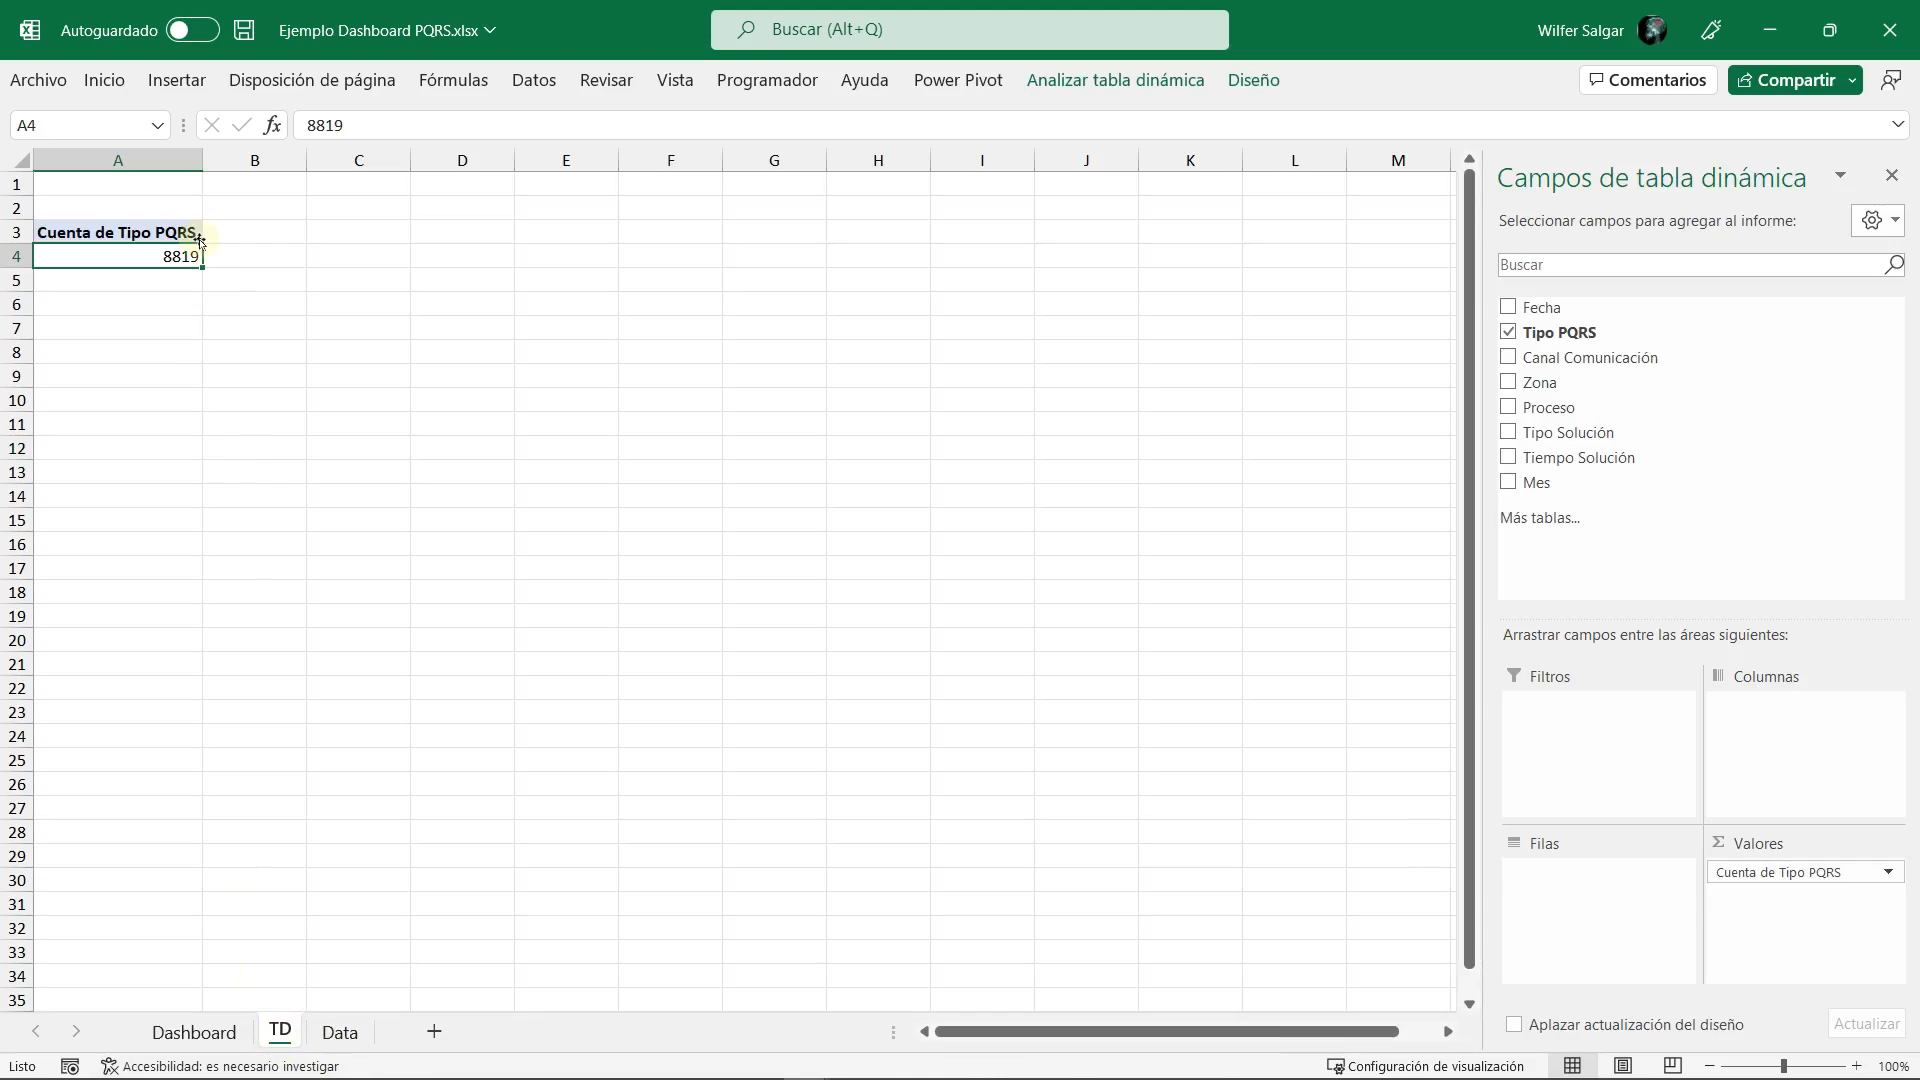 Autoguardado
Ejemplo Dashboard PQRS.xlsx
Buscar (Alt+Q)
Wilfer Salgar
Archivo Inicio Insertar Disposición de página Fórmulas Datos Revisar Vista Programador Ayuda Power Pivot Analizar tabla dinámica Diseño
Comentarios
Compartir
A4
fx
8819
A B C D E F G H I J K L M
1
2
3 Cuenta de Tipo PQRS
4 8819
5
6
7
8
9
10
11
12
13
14
15
16
17
18
19
20
21
22
23
24
25
26
27
28
29
30
31
32
33
34
35
Campos de tabla dinámica
Seleccionar campos para agregar al informe:
Buscar
Fecha
Tipo PQRS
Canal Comunicación
Zona
Proceso
Tipo Solución
Tiempo Solución
Mes
Más tablas...
Arrastrar campos entre las áreas siguientes:
Filtros
Columnas
Filas
Σ Valores
Cuenta de Tipo PQRS
Aplazar actualización del diseño
Actualizar
Dashboard TD Data
Listo
Accesibilidad: es necesario investigar
Configuración de visualización
100%